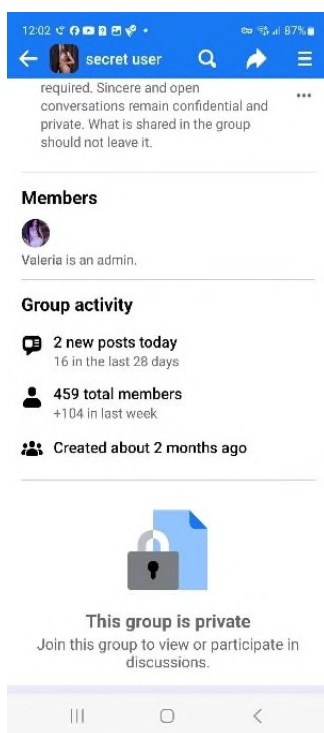 12:02
87%
secret user
required. Sincere and open
conversations remain confidential and
private. What is shared in the group
should not leave it.
Members
Valeria is an admin.
Group activity
2 new posts today
16 in the last 28 days
459 total members
+104 in last week
Created about 2 months ago
This group is private
Join this group to view or participate in
discussions.